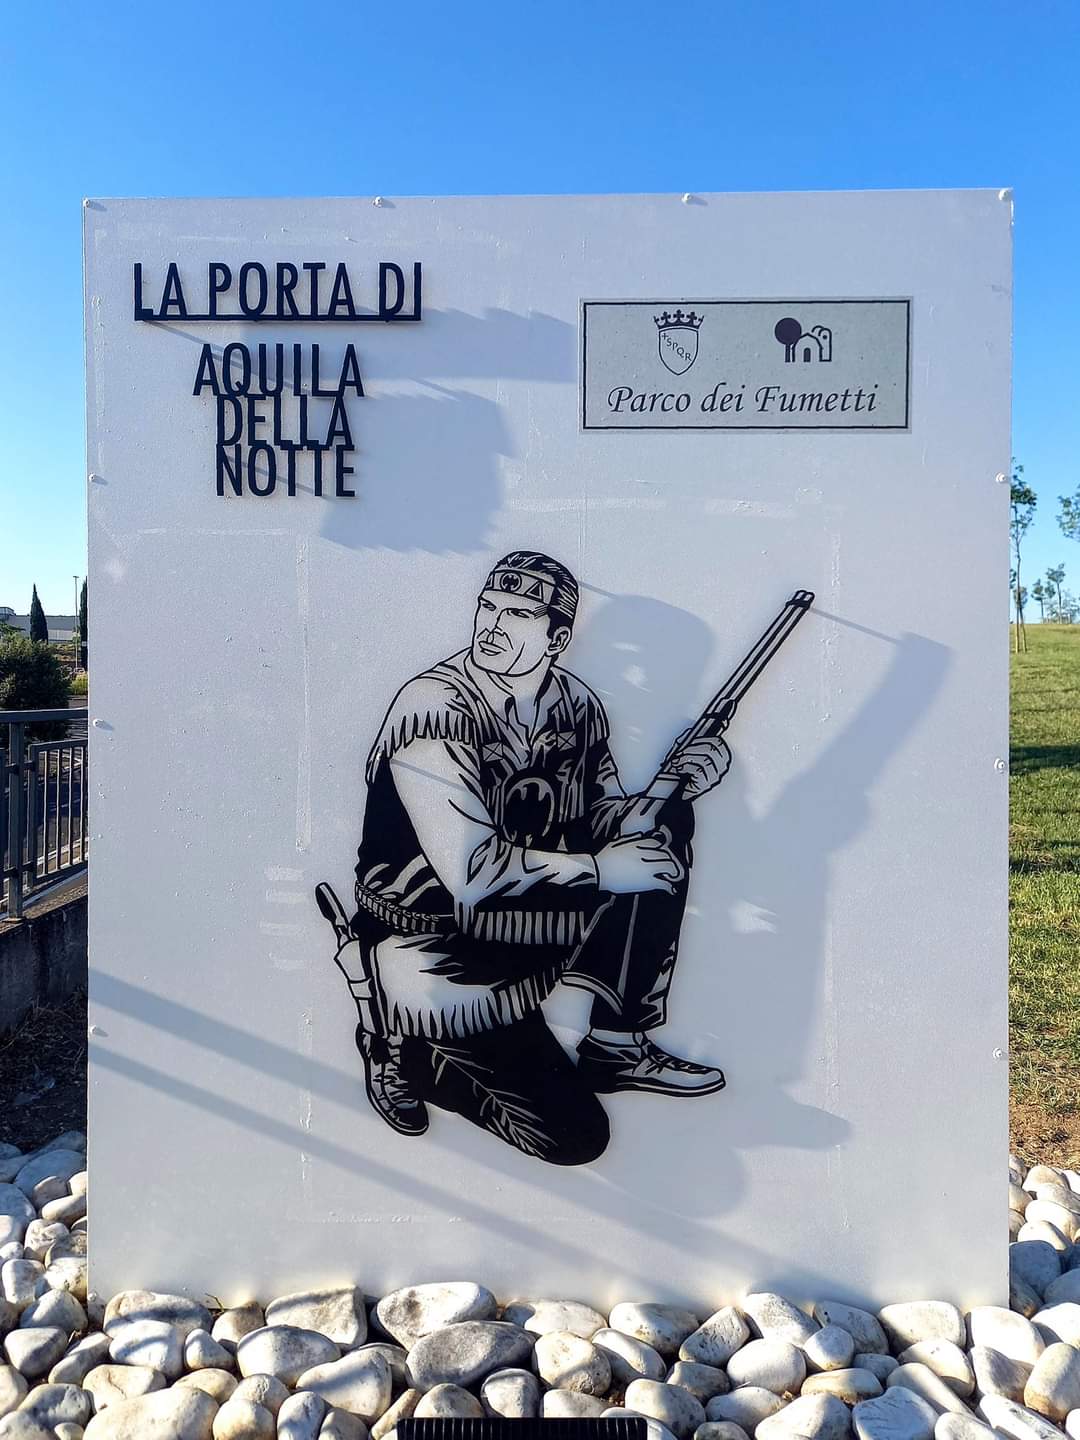 LA PORTA DI
AQUILA
DELLA
NOTTE
SPQR
Parco dei Fumetti